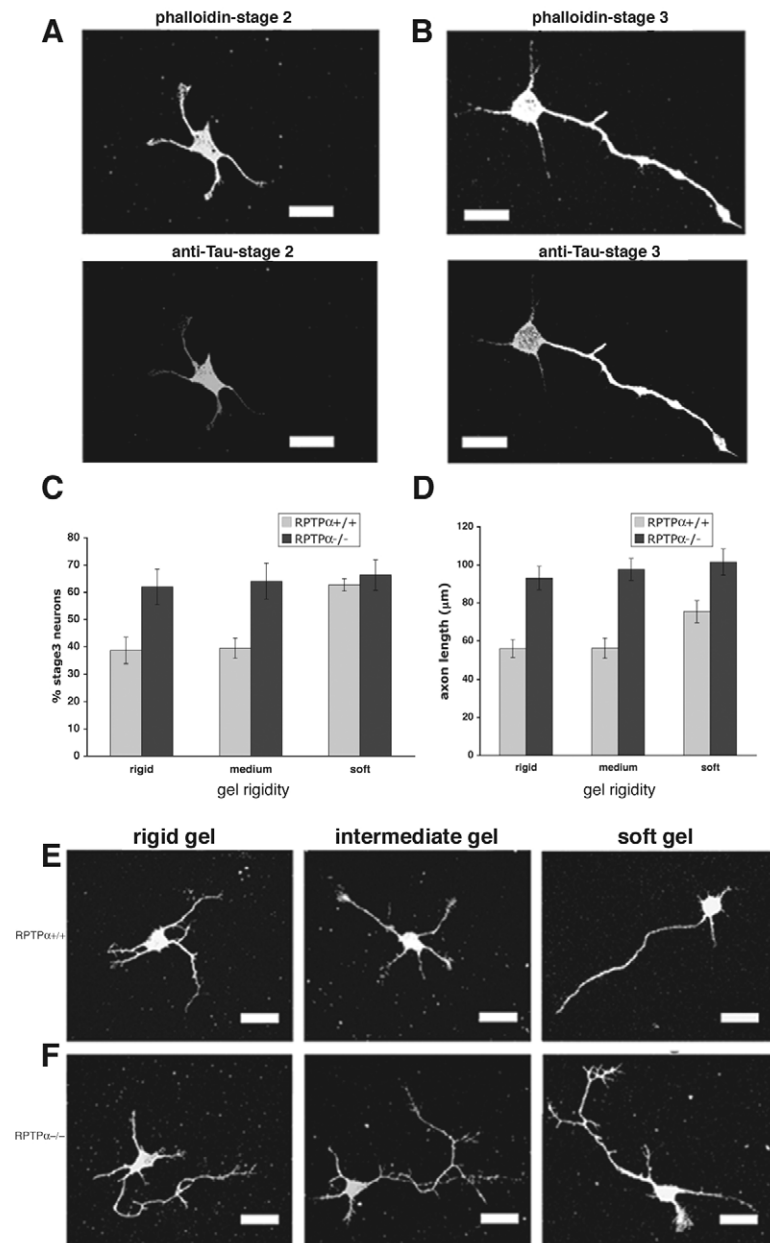 A
phalloidin-stage 2
B
phalloidin-stage 3
anti-Tau-stage 2
anti-Tau-stage 3
C
RPTPα+/+
RPTPα-/-
% stage3 neurons
80
70
60
50
40
30
20
10
0
rigid
medium
soft
gel rigidity
D
RPTPα+/+
RPTPα-/-
axon length (μm)
120
100
80
60
40
20
0
rigid
medium
soft
gel rigidity
rigid gel
intermediate gel
soft gel
E
RPTPα+/+
F
RPTPα−/−